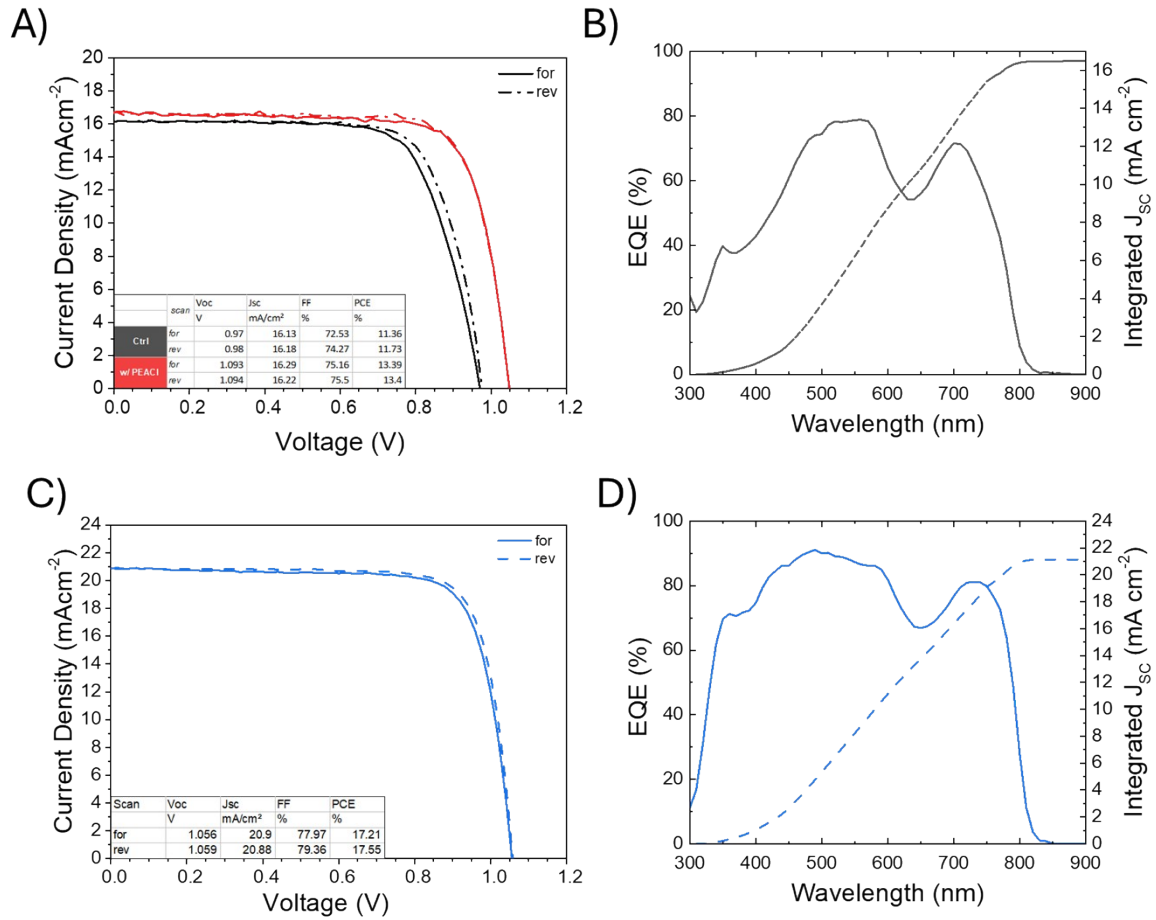 A)
20
18
16
14
12
10
8
6
4
2
0
Current Density (mAcm-2)
for
rev
scan Voc Jsc FF PCE
V mA/cm² % %
Ctrl for 0.97 16.13 72.53 11.36
rev 0.98 16.18 74.27 11.73
w/ PEACl for 1.093 16.29 75.16 13.39
rev 1.094 16.22 75.5 13.4
0.0 0.2 0.4 0.6 0.8 1.0 1.2
Voltage (V)
B)
100
80
60
40
20
0
EQE (%)
16
14
12
10
8
6
4
2
0
Integrated JSC (mA cm-2)
300 400 500 600 700 800 900
Wavelength (nm)
C)
24
22
20
18
16
14
12
10
8
6
4
2
0
Current Density (mAcm-2)
for
rev
Scan Voc Jsc FF PCE
V mA/cm² % %
for 1.056 20.9 77.97 17.21
rev 1.059 20.88 79.36 17.55
0.0 0.2 0.4 0.6 0.8 1.0 1.2
Voltage (V)
D)
100
80
60
40
20
0
EQE (%)
24
22
20
18
16
14
12
10
8
6
4
2
0
Integrated JSC (mA cm-2)
300 400 500 600 700 800 900
Wavelength (nm)